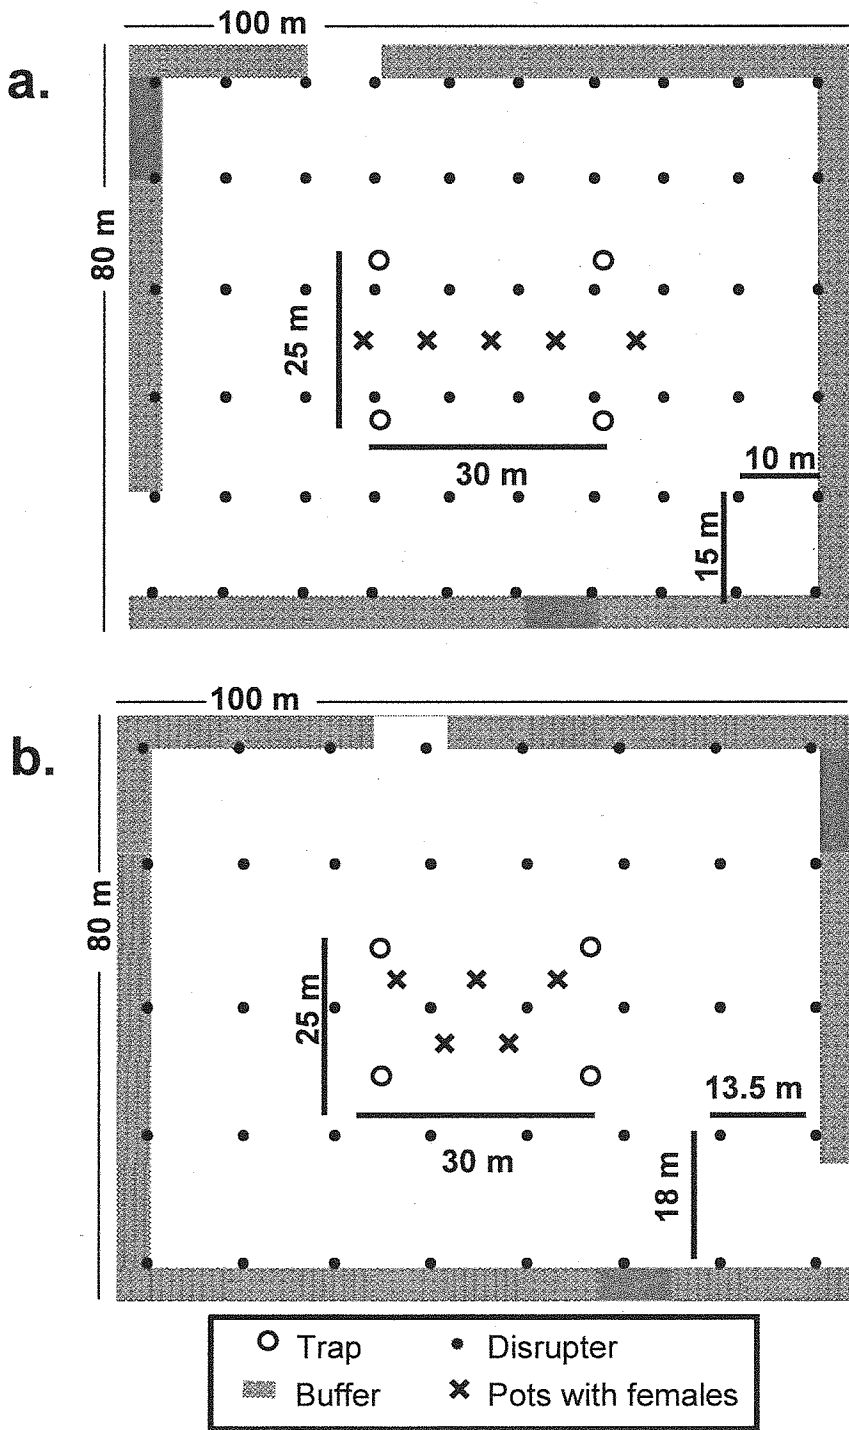 100 m
a.
80 m
25 m
30 m
10 m
15 m
100 m
b.
80 m
25 m
30 m
13.5 m
18 m
Trap
Disrupter
Buffer
Pots with females